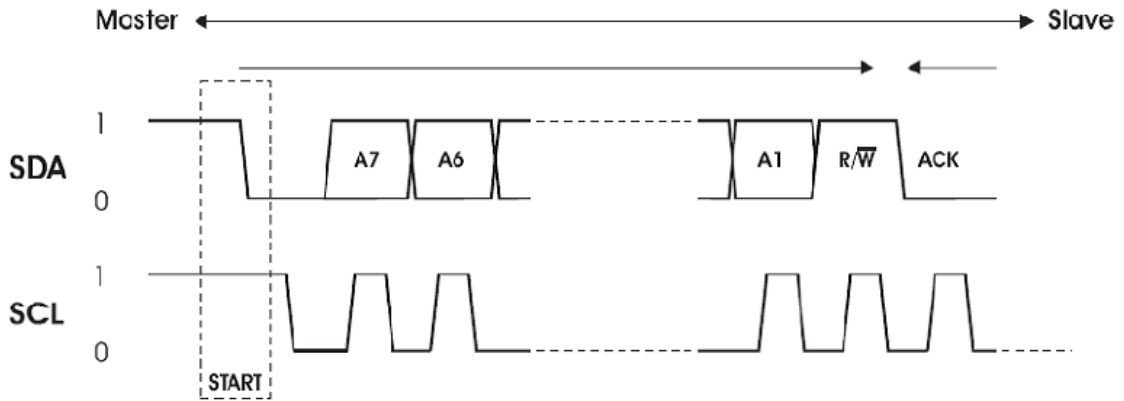 Master Slave
1
SDA A7 A6 A1 R/W̅ ACK
0
1
SCL
0
START